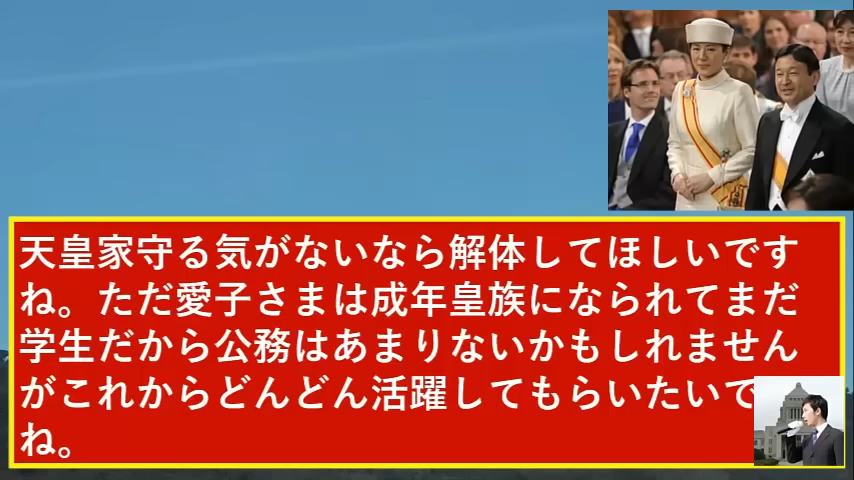 天皇家守る気がないなら解体してほしいです
ね。ただ愛子さまは成年皇族になられてまだ
学生だから公務はあまりないかもしれません
がこれからどんどん活躍してもらいたいで
ね。